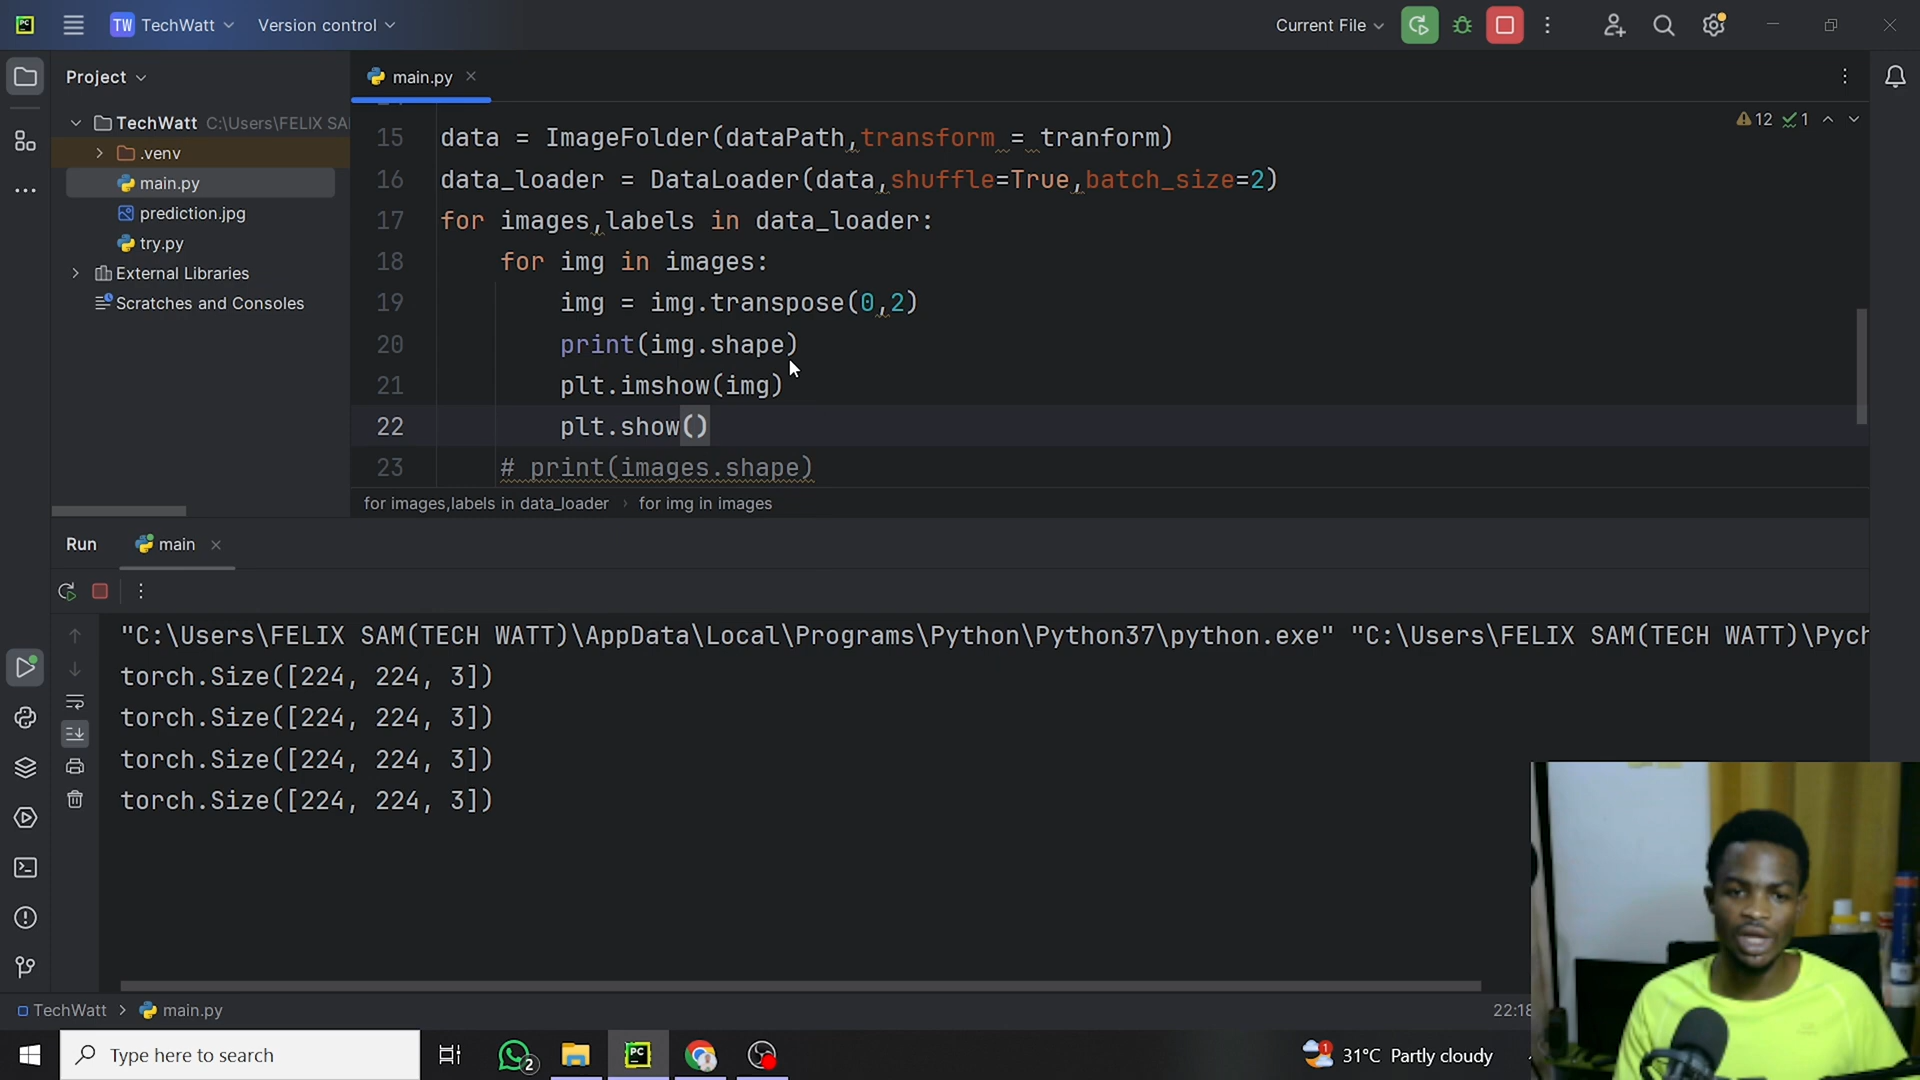 TW TechWatt Version control Current File
Project
main.py
TechWatt C:\Users\FELIX SA
.venv
main.py
prediction.jpg
try.py
External Libraries
Scratches and Consoles
12 1
15 data = ImageFolder(dataPath,transform = tranform)
16 data_loader = DataLoader(data,shuffle=True,batch_size=2)
17 for images,labels in data_loader:
18 for img in images:
19 img = img.transpose(0,2)
20 print(img.shape)
21 plt.imshow(img)
22 plt.show()
23 # print(images.shape)
for images,labels in data_loader › for img in images
Run main
"C:\Users\FELIX SAM(TECH WATT)\AppData\Local\Programs\Python\Python37\python.exe" "C:\Users\FELIX SAM(TECH WATT)\Pych
torch.Size([224, 224, 3])
torch.Size([224, 224, 3])
torch.Size([224, 224, 3])
torch.Size([224, 224, 3])
TechWatt > main.py
22:18
Type here to search
2
PC
1
31°C Partly cloudy